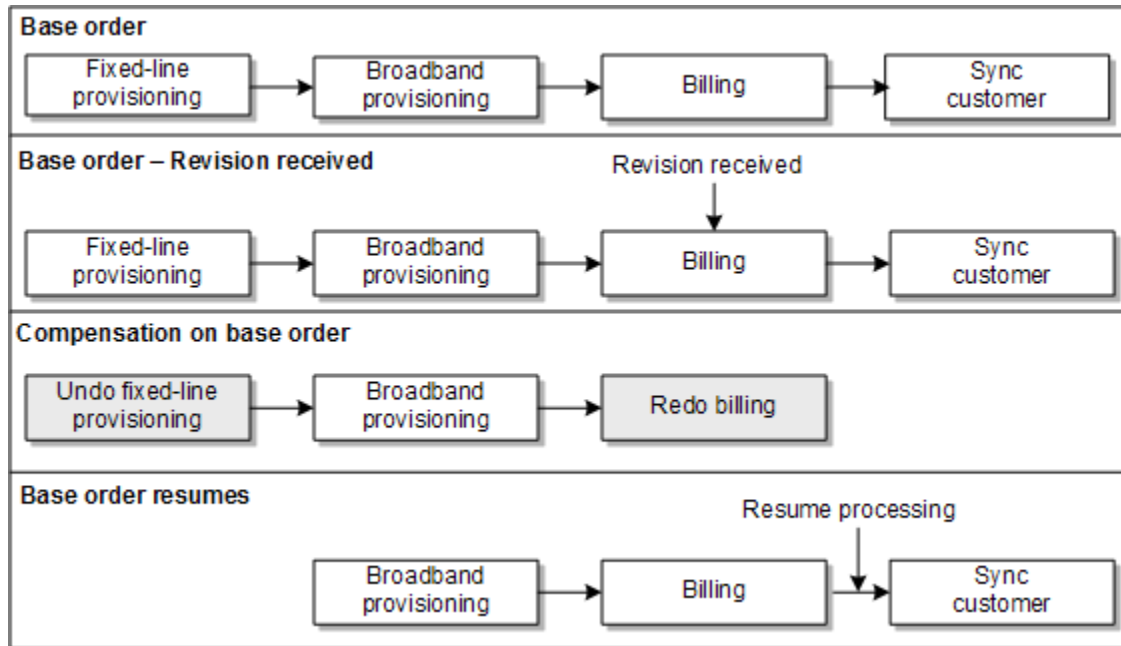 Base order
Fixed-line
provisioning
Broadband
provisioning
Billing
Sync
customer
Base order – Revision received
Revision received
Fixed-line
provisioning
Broadband
provisioning
Billing
Sync
customer
Compensation on base order
Undo fixed-line
provisioning
Broadband
provisioning
Redo billing
Base order resumes
Resume processing
Broadband
provisioning
Billing
Sync
customer